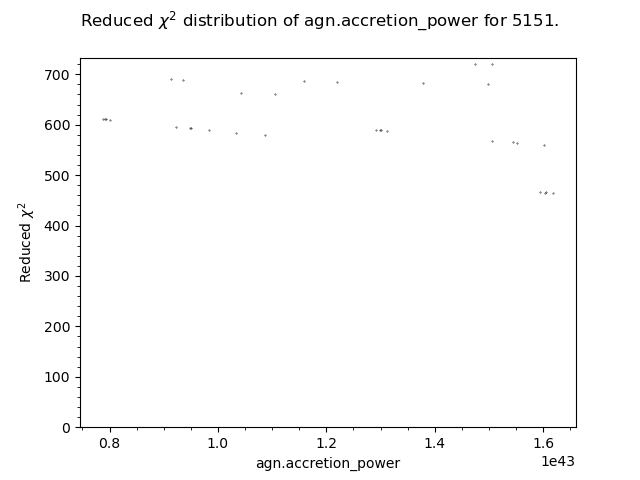 Reduced χ² distribution of agn.accretion_power for 5151.
700
600
500
400
300
200
100
0
Reduced χ²
0.8 1.0 1.2 1.4 1.6
1e43
agn.accretion_power